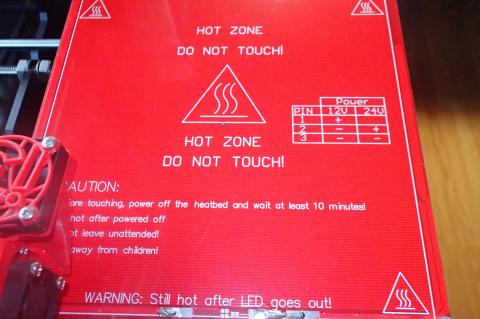 HOT ZONE
DO NOT TOUCH!
HOT ZONE
DO NOT TOUCH!
Power
PIN 12V 24V
1 +
2 - +
3 - -
CAUTION:
fore touching, power off the heatbed and wait at least 10 minutes!
hot after powered off
ot leave unattended!
away from children!
WARNING: Still hot after LED goes out!